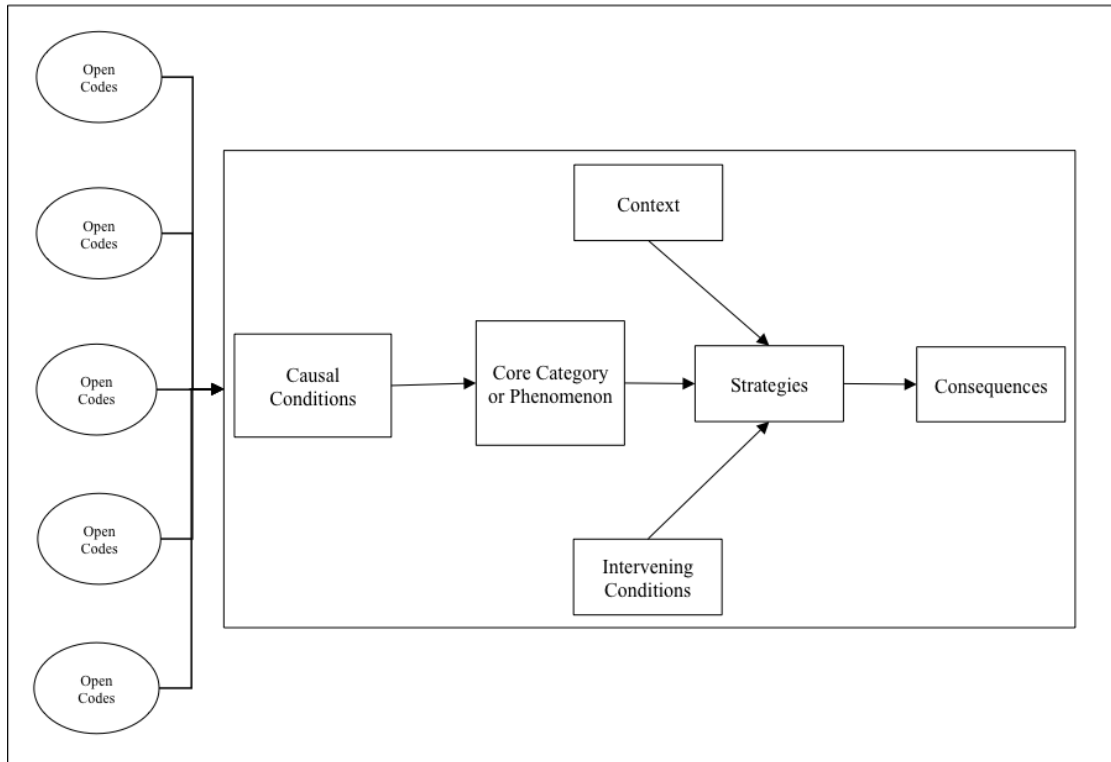 Open
Codes
Open
Codes
Open
Codes
Open
Codes
Open
Codes
Causal
Conditions
Core Category
or Phenomenon
Context
Strategies
Intervening
Conditions
Consequences